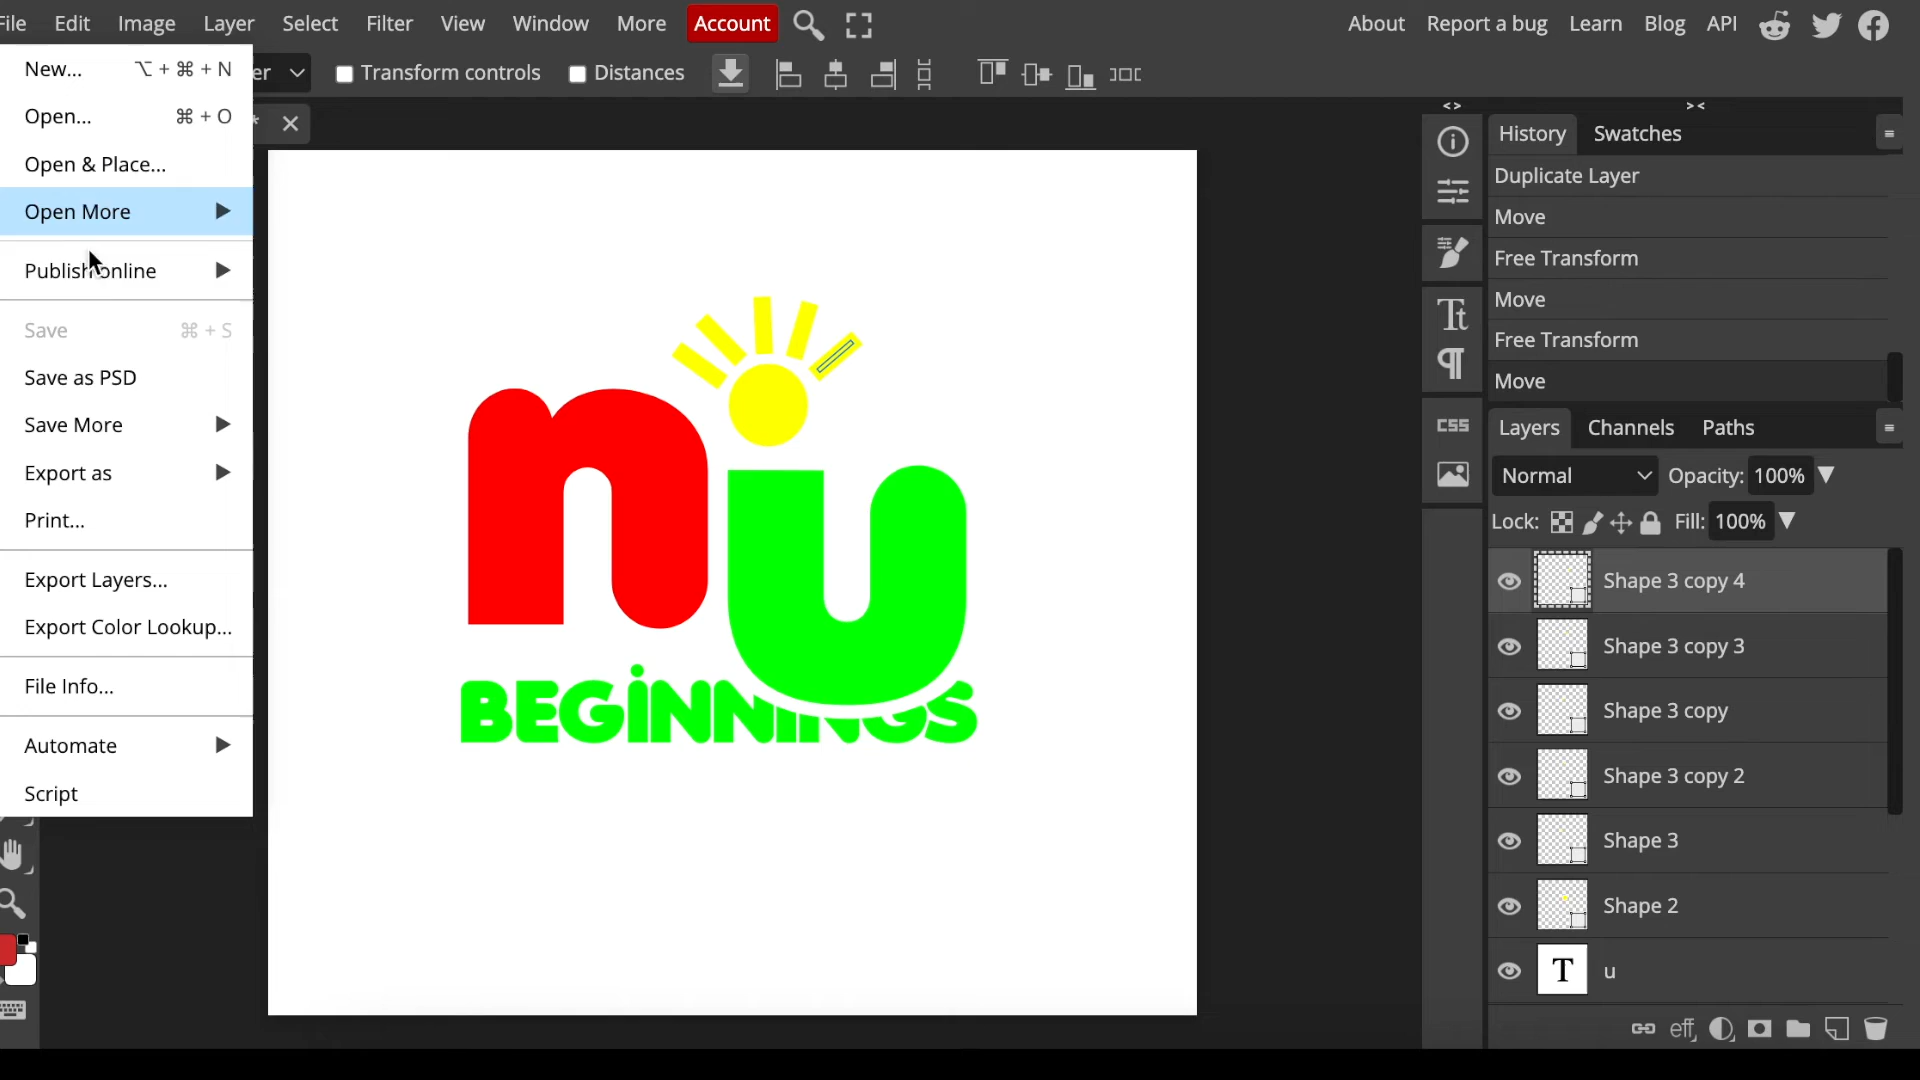 File Edit Image Layer Select Filter View Window More Account About Report a bug Learn Blog API
New... ⌥ + ⌘ + N
Open... ⌘ + O
Open & Place...
Open More
Publish online
Save ⌘ + S
Save as PSD
Save More
Export as
Print...
Export Layers...
Export Color Lookup...
File Info...
Automate
Script
er Transform controls Distances
nu
BEGINNINGS
History Swatches
Duplicate Layer
Move
Free Transform
Move
Free Transform
Move
Tt
¶
CSS
Layers Channels Paths
Normal Opacity: 100%
Lock: Fill: 100%
Shape 3 copy 4
Shape 3 copy 3
Shape 3 copy
Shape 3 copy 2
Shape 3
Shape 2
T u
eff